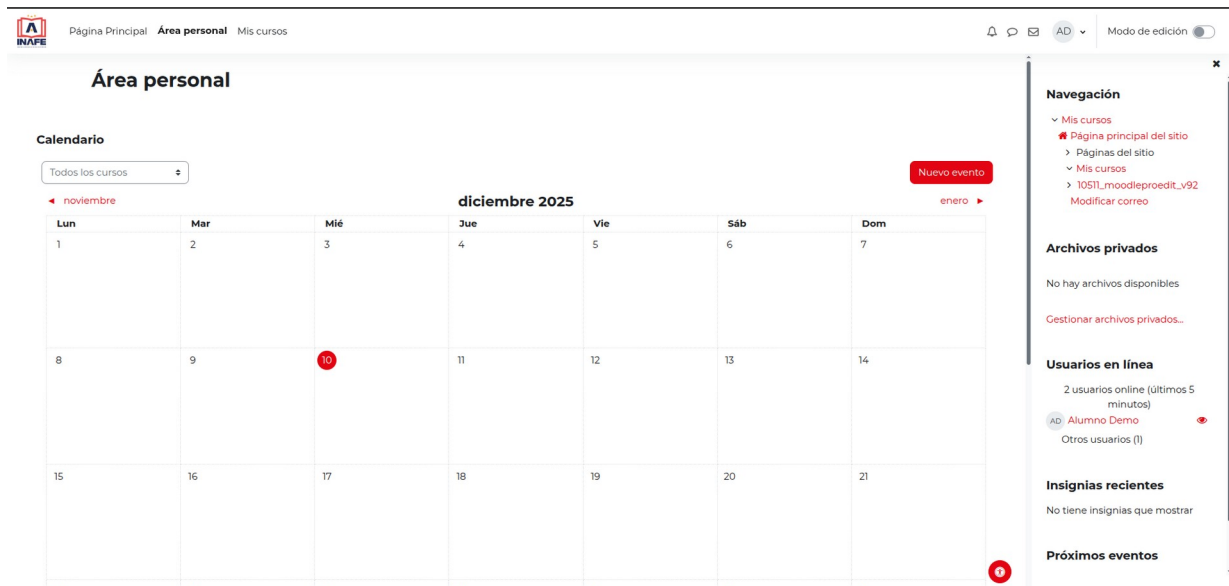 INAFE
Página Principal Área personal Mis cursos
AD
Modo de edición
Área personal
Calendario
Todos los cursos
Nuevo evento
noviembre
diciembre 2025
enero
Lun Mar Mié Jue Vie Sáb Dom
1 2 3 4 5 6 7
8 9 10 11 12 13 14
15 16 17 18 19 20 21
Navegación
Mis cursos
Página principal del sitio
Páginas del sitio
Mis cursos
10511_moodleproedit_v92
Modificar correo
Archivos privados
No hay archivos disponibles
Gestionar archivos privados...
Usuarios en línea
2 usuarios online (últimos 5
minutos)
AD Alumno Demo
Otros usuarios (1)
Insignias recientes
No tiene insignias que mostrar
Próximos eventos